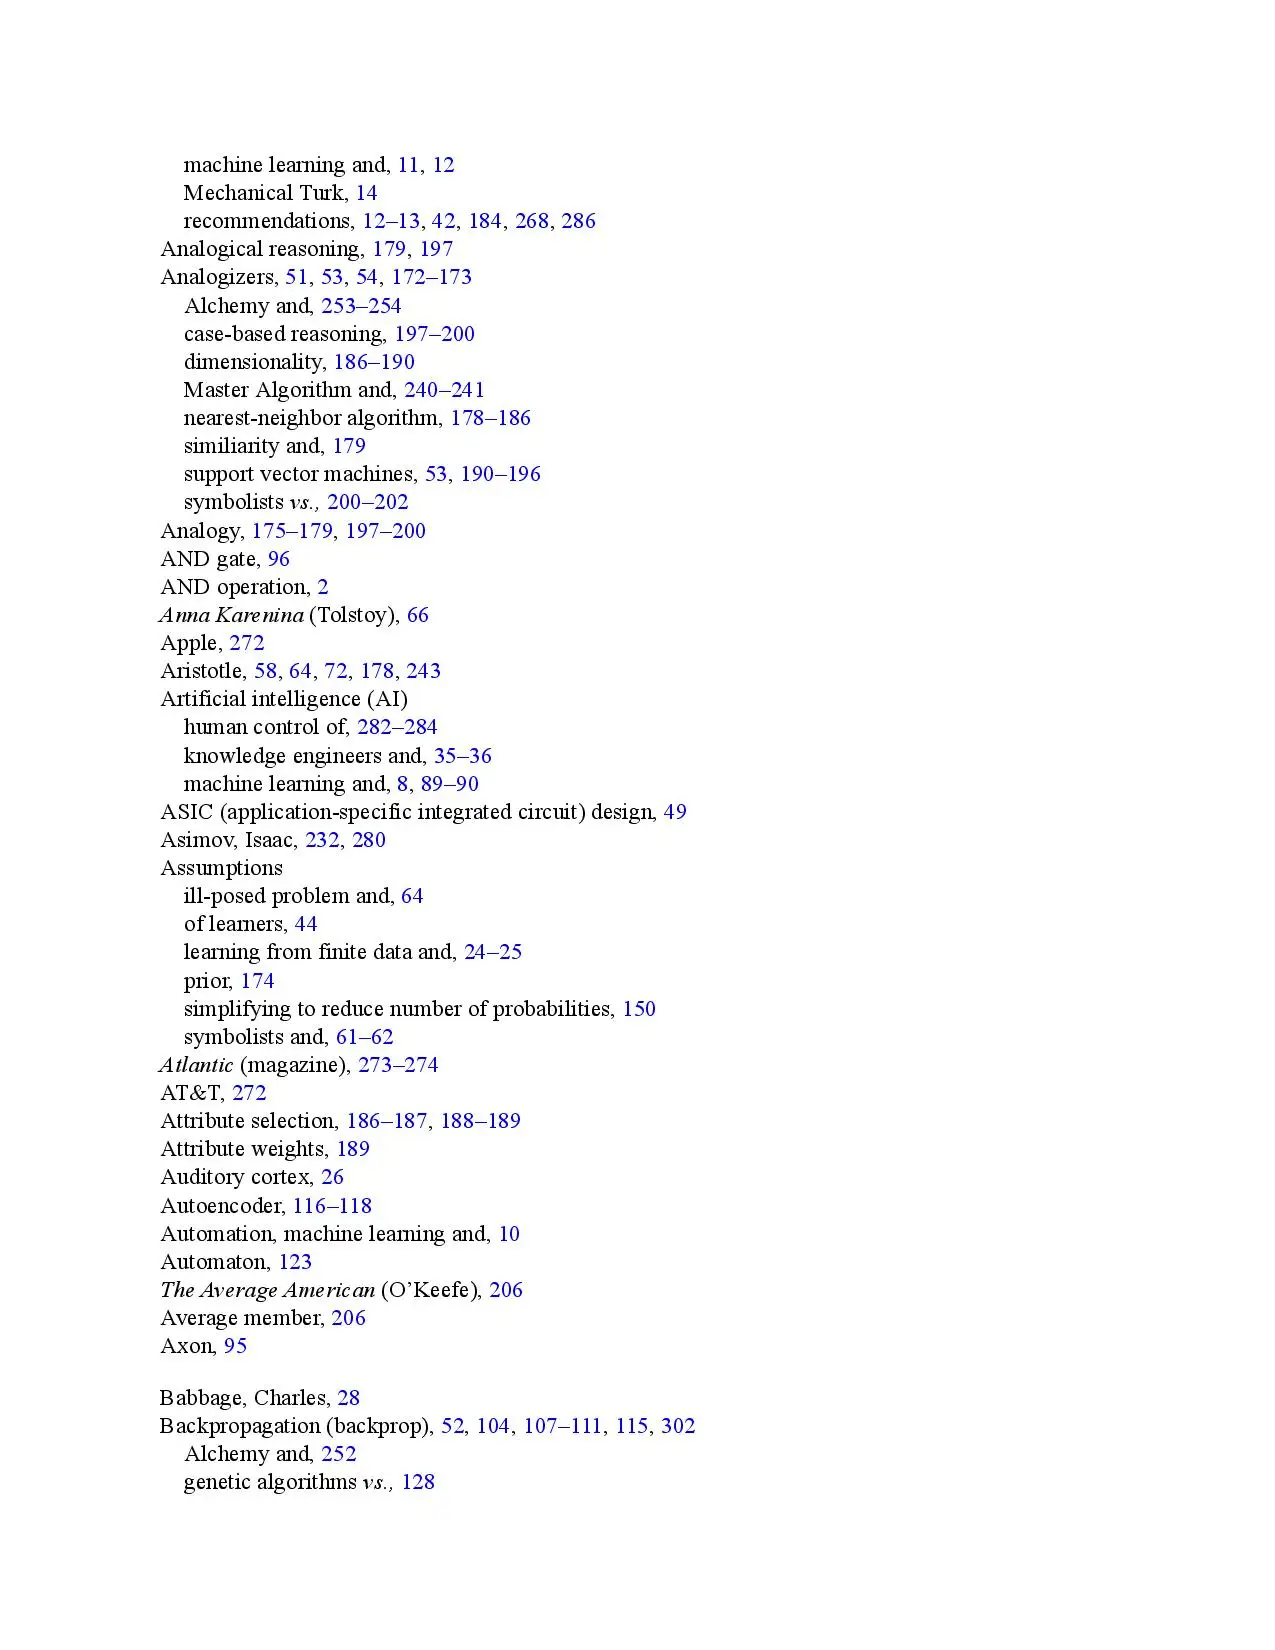 machine learning and, 11, 12
Mechanical Turk, 14
recommendations, 12–13, 42, 184, 268, 286
Analogical reasoning, 179, 197
Analogizers, 51, 53, 54, 172–173
Alchemy and, 253–254
case-based reasoning, 197–200
dimensionality, 186–190
Master Algorithm and, 240–241
nearest-neighbor algorithm, 178–186
similiarity and, 179
support vector machines, 53, 190–196
symbolists vs., 200–202
Analogy, 175–179, 197–200
AND gate, 96
AND operation, 2
Anna Karenina (Tolstoy), 66
Apple, 272
Aristotle, 58, 64, 72, 178, 243
Artificial intelligence (AI)
human control of, 282–284
knowledge engineers and, 35–36
machine learning and, 8, 89–90
ASIC (application-specific integrated circuit) design, 49
Asimov, Isaac, 232, 280
Assumptions
ill-posed problem and, 64
of learners, 44
learning from finite data and, 24–25
prior, 174
simplifying to reduce number of probabilities, 150
symbolists and, 61–62
Atlantic (magazine), 273–274
AT&T, 272
Attribute selection, 186–187, 188–189
Attribute weights, 189
Auditory cortex, 26
Autoencoder, 116–118
Automation, machine learning and, 10
Automaton, 123
The Average American (O’Keefe), 206
Average member, 206
Axon, 95
Babbage, Charles, 28
Backpropagation (backprop), 52, 104, 107–111, 115, 302
Alchemy and, 252
genetic algorithms vs., 128